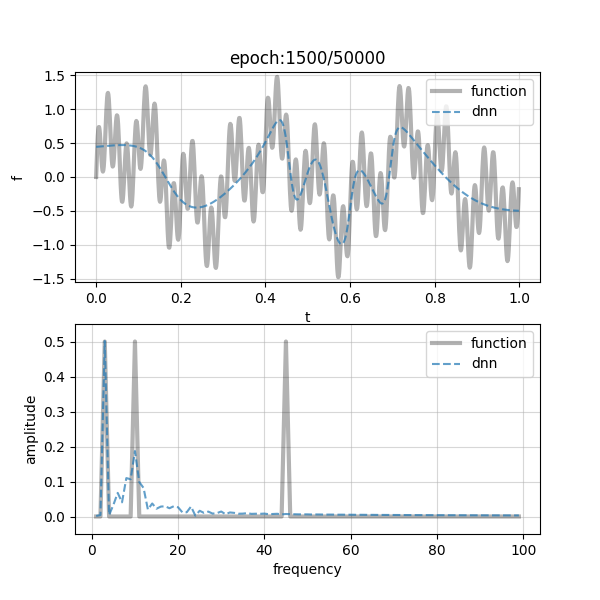 epoch:1500/50000
1.5
1.0
0.5
0.0
−0.5
−1.0
−1.5
f
function
dnn
0.0 0.2 0.4 0.6 0.8 1.0
t
0.5
0.4
0.3
0.2
0.1
0.0
amplitude
function
dnn
0 20 40 60 80 100
frequency